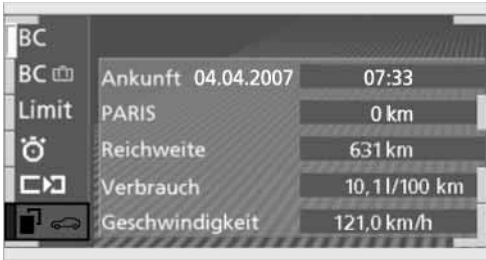 BC
BC
Limit
Ankunft 04.04.2007 07:33
PARIS 0 km
Reichweite 631 km
Verbrauch 10,1 l/100 km
Geschwindigkeit 121,0 km/h